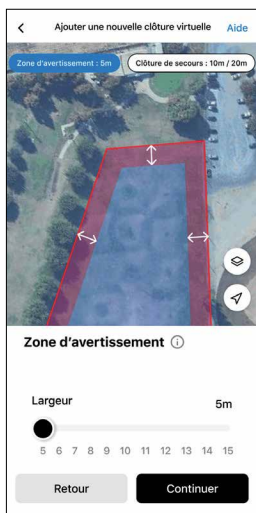 Ajouter une nouvelle clôture virtuelle Aide
Zone d'avertissement : 5m Clôture de secours : 10m / 20m
Zone d'avertissement
Largeur 5m
5 6 7 8 9 10 11 12 13 14 15
Retour Continuer